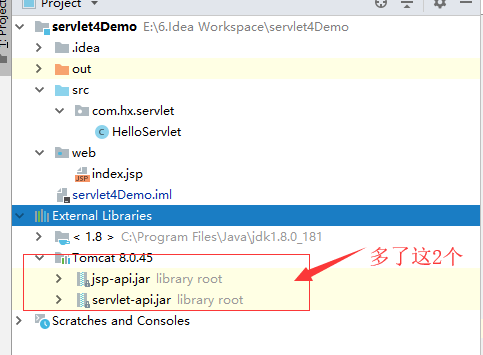 Project
1: Project
servlet4Demo E:\6.Idea Workspace\servlet4Demo
.idea
out
src
com.hx.servlet
HelloServlet
web
index.jsp
servlet4Demo.iml
External Libraries
< 1.8 > C:\Program Files\Java\jdk1.8.0_181
Tomcat 8.0.45
jsp-api.jar library root
servlet-api.jar library root
Scratches and Consoles
多了这2个